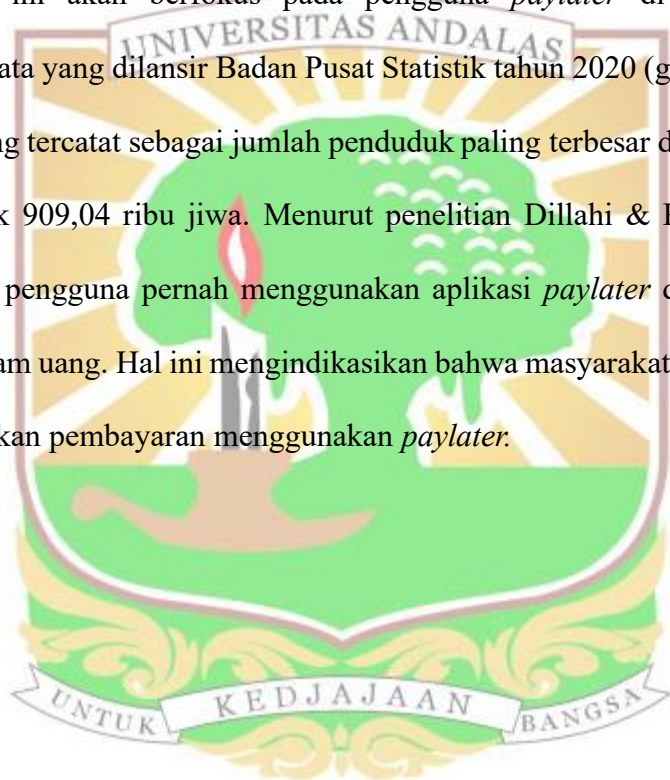 ini akan berfokus pada pengguna paylater di
UNIVERSITAS ANDALAS
ata yang dilansir Badan Pusat Statistik tahun 2020 (g
ng tercatat sebagai jumlah penduduk paling terbesar d
k 909,04 ribu jiwa. Menurut penelitian Dillahi &
pengguna pernah menggunakan aplikasi paylater
am uang. Hal ini mengindikasikan bahwa masyarakat
kan pembayaran menggunakan paylater.
UNTUK KEDJAJAAN BANGSA